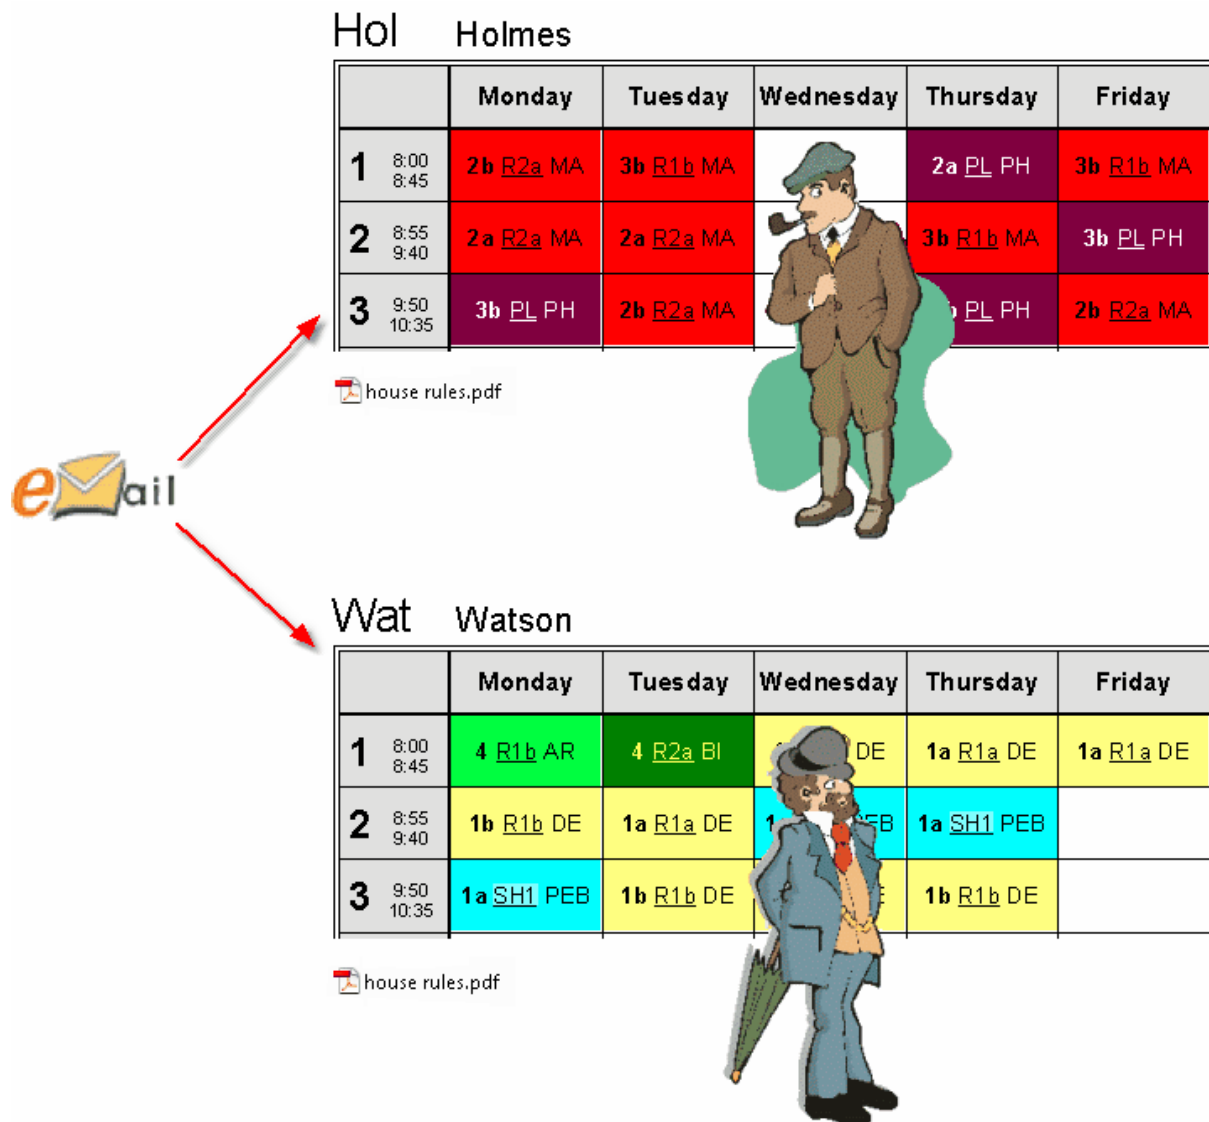 Hol Holmes
Monday Tuesday Wednesday Thursday Friday
1 8:00 8:45 2b R2a MA 3b R1b MA 2a PL PH 3b R1b MA
2 8:55 9:40 2a R2a MA 2a R2a MA 3b R1b MA 3b PL PH
3 9:50 10:35 3b PL PH 2b R2a MA PL PH 2b R2a MA
house rules.pdf
eMail
Wat Watson
Monday Tuesday Wednesday Thursday Friday
1 8:00 8:45 4 R1b AR 4 R2a BI DE 1a R1a DE 1a R1a DE
2 8:55 9:40 1b R1b DE 1a R1a DE 1a SH1 PEB
3 9:50 10:35 1a SH1 PEB 1b R1b DE 1b R1b DE
house rules.pdf